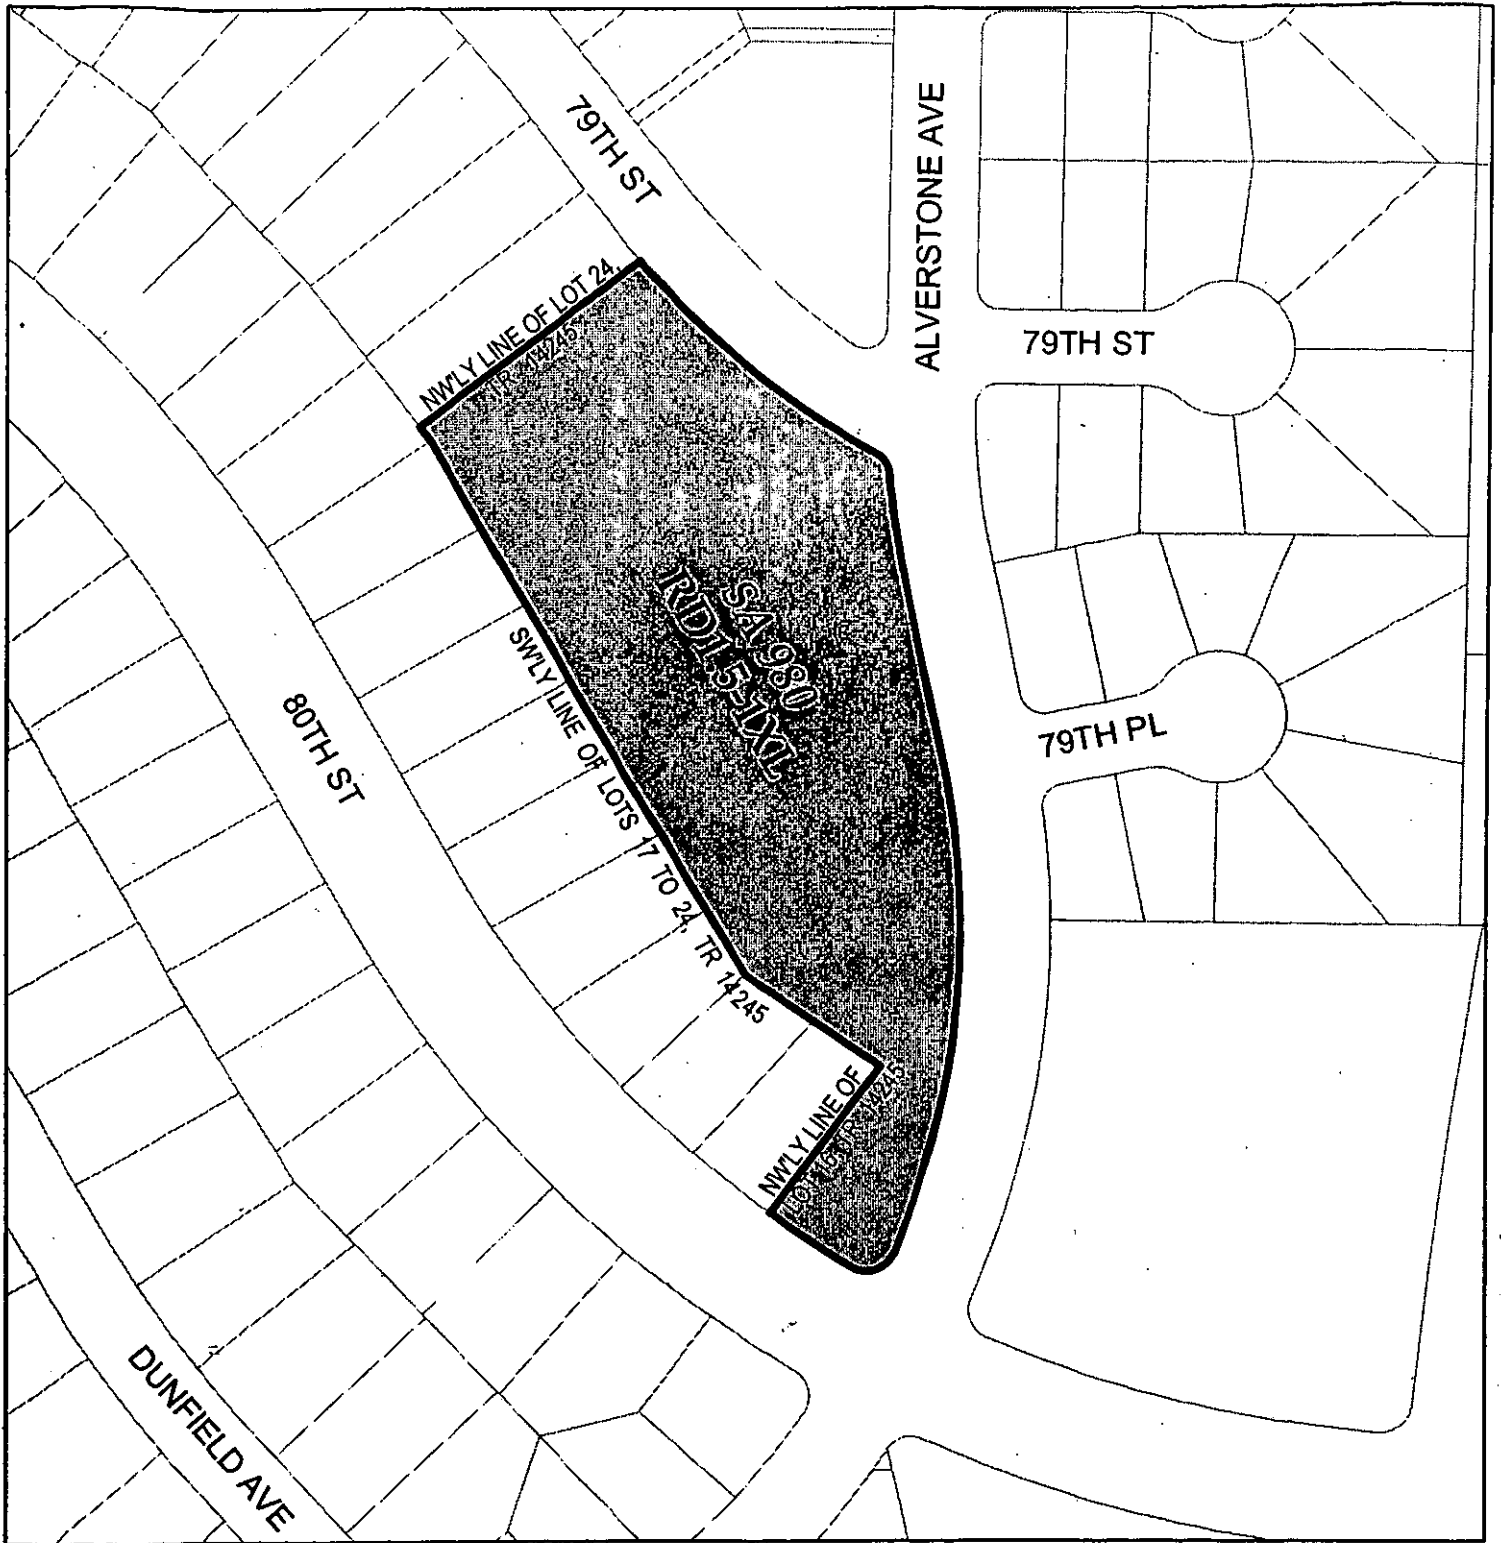 79TH ST
ALVERSTONE AVE
NW'LY LINE OF LOT 24,
TR 14245
79TH ST
SA 980
RD1.5-1XL
SW'LY LINE OF LOTS 17 TO 24, TR 14245
80TH ST
79TH PL
NW'LY LINE OF
LOT 16, TR 14245
DUNFIELD AVE